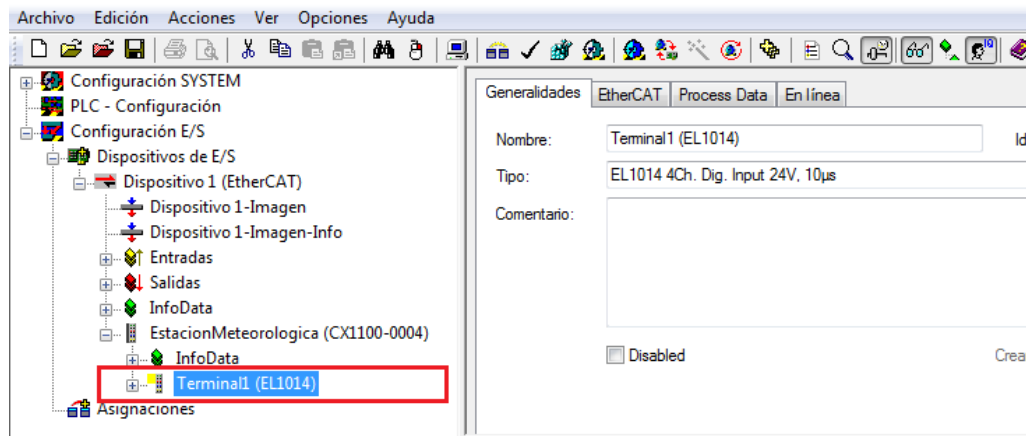 Archivo Edición Acciones Ver Opciones Ayuda
Configuración SYSTEM
PLC - Configuración
Configuración E/S
Dispositivos de E/S
Dispositivo 1 (EtherCAT)
Dispositivo 1-Imagen
Dispositivo 1-Imagen-Info
Entradas
Salidas
InfoData
EstacionMeteorologica (CX1100-0004)
InfoData
Terminal1 (EL1014)
Asignaciones
Generalidades EtherCAT Process Data En línea
Nombre: Terminal1 (EL1014) Id
Tipo: EL1014 4Ch. Dig. Input 24V, 10µs
Comentario:
Disabled Crea